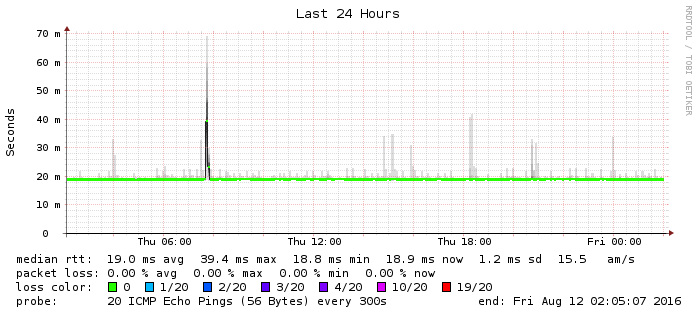 Last 24 Hours
RRDTOOL / TOBI OETIKER
Seconds
70 m
60 m
50 m
40 m
30 m
20 m
10 m
0
Thu 06:00 Thu 12:00 Thu 18:00 Fri 00:00
median rtt: 19.0 ms avg 39.4 ms max 18.8 ms min 18.9 ms now 1.2 ms sd 15.5 am/s
packet loss: 0.00 % avg 0.00 % max 0.00 % min 0.00 % now
loss color: 0 1/20 2/20 3/20 4/20 10/20 19/20
probe: 20 ICMP Echo Pings (56 Bytes) every 300s end: Fri Aug 12 02:05:07 2016